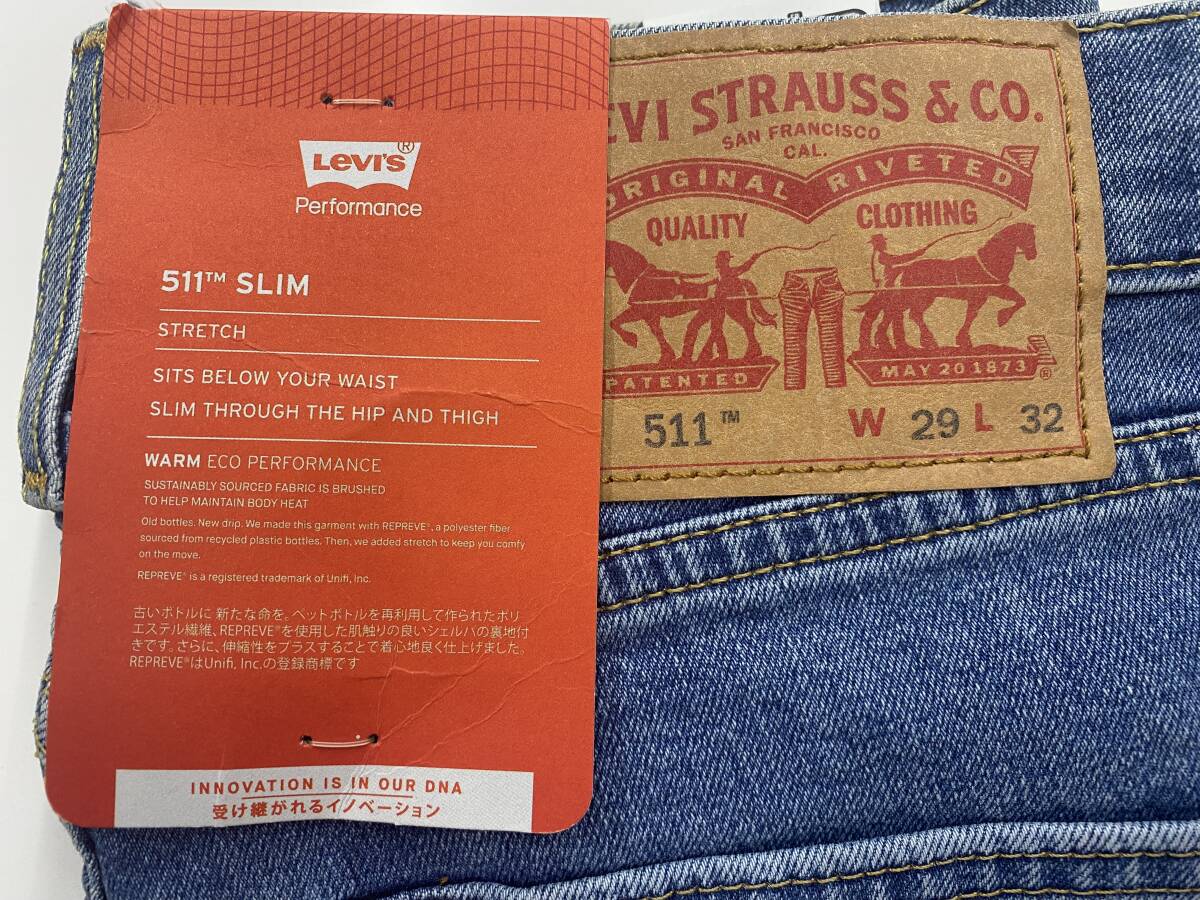 Levi's®
Performance
511™ SLIM
STRETCH
SITS BELOW YOUR WAIST
SLIM THROUGH THE HIP AND THIGH
WARM ECO PERFORMANCE
SUSTAINABLY SOURCED FABRIC IS BRUSHED
TO HELP MAINTAIN BODY HEAT
Old bottles. New drip. We made this garment with REPREVE®, a polyester fiber
sourced from recycled plastic bottles. Then, we added stretch to keep you comfy
on the move.
REPREVE® is a registered trademark of Unifi, Inc.
古いボトルに 新たな命を。ペットボトルを再利用して作られたポリ
エステル繊維、REPREVE®を使用した肌触りの良いシェルパの裏地付
きです。さらに、伸縮性をプラスすることで着心地良く仕上げました。
REPREVE®はUnifi, Inc.の登録商標です
INNOVATION IS IN OUR DNA
受け継がれるイノベーション
EVI STRAUSS & CO.
SAN FRANCISCO
CAL.
ORIGINAL RIVETED
QUALITY CLOTHING
PATENTED MAY 20 1873 ®
511™ W 29 L 32